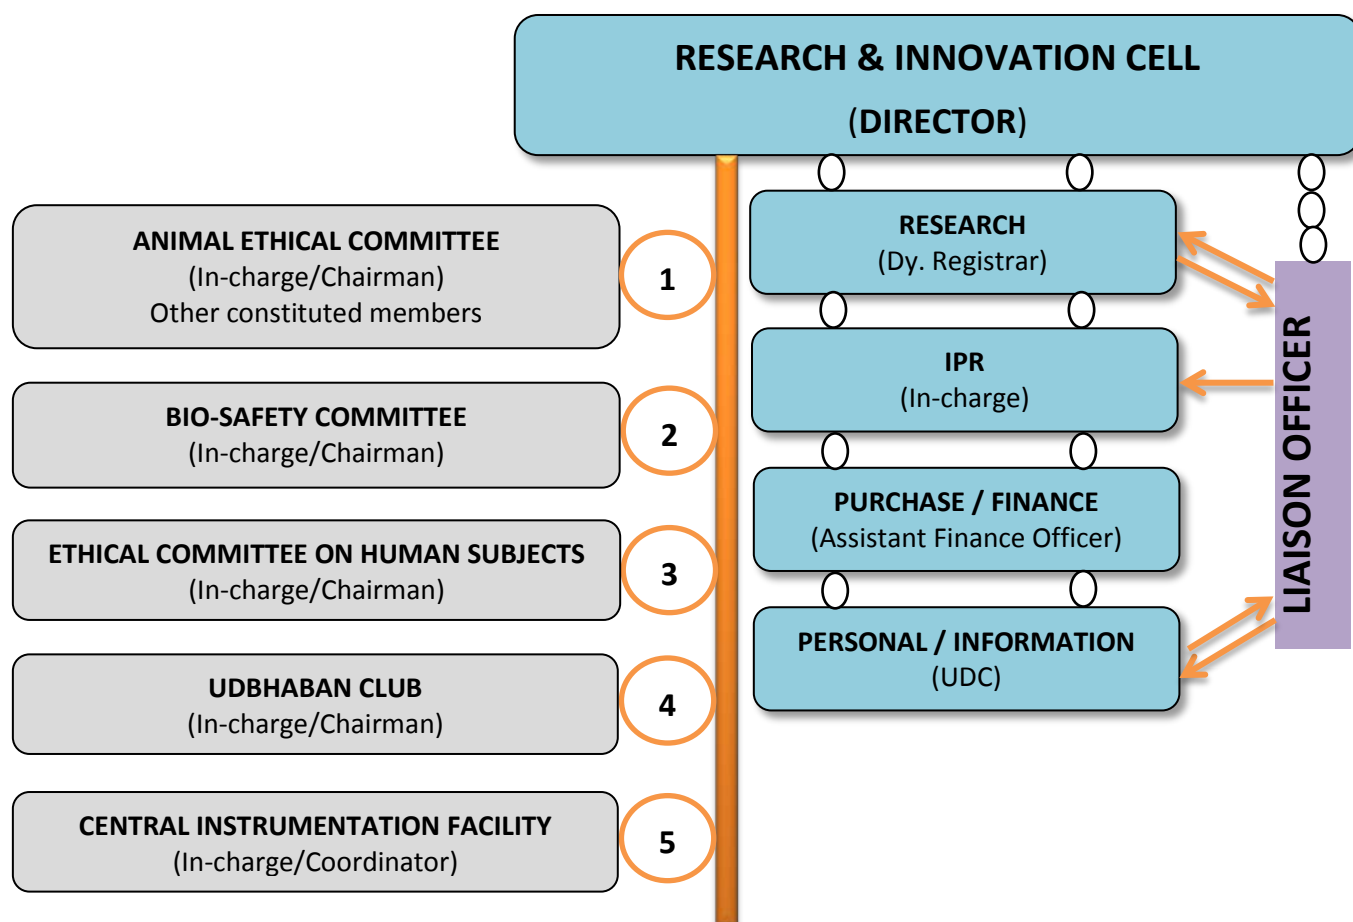 RESEARCH & INNOVATION CELL
(DIRECTOR)
ANIMAL ETHICAL COMMITTEE
(In-charge/Chairman)
Other constituted members
1
BIO-SAFETY COMMITTEE
(In-charge/Chairman)
2
ETHICAL COMMITTEE ON HUMAN SUBJECTS
(In-charge/Chairman)
3
UDBHABAN CLUB
(In-charge/Chairman)
4
CENTRAL INSTRUMENTATION FACILITY
(In-charge/Coordinator)
5
RESEARCH
(Dy. Registrar)
IPR
(In-charge)
PURCHASE / FINANCE
(Assistant Finance Officer)
PERSONAL / INFORMATION
(UDC)
LIAISON OFFICER